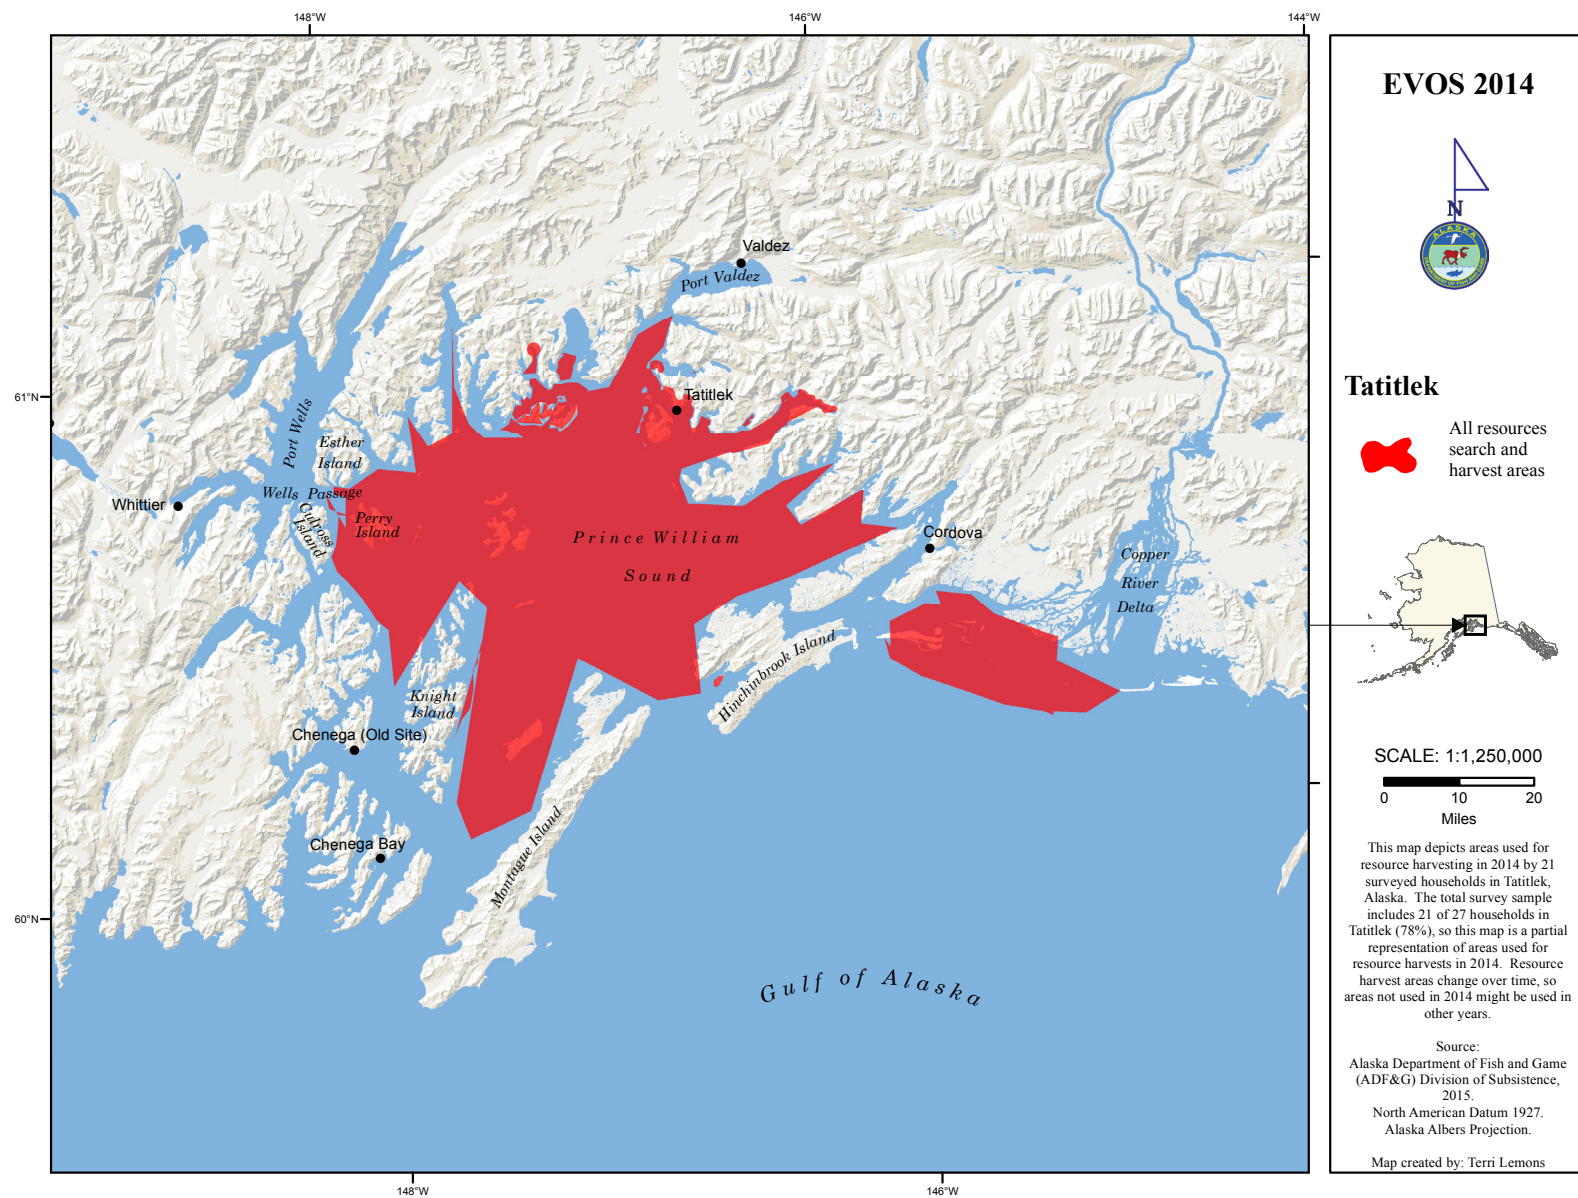 148°W
146°W
144°W
EVOS 2014
N
ALASKA
Valdez
Port Valdez
61°N
Tatitlek
Tatitlek
All resources
search and
harvest areas
Port Wells
Esther
Island
Wells Passage
Whittier
Culross
Island
Perry
Island
Prince William
Sound
Cordova
Copper
River
Delta
Hinchinbrook Island
Knight
Island
Chenega (Old Site)
Montague Island
Chenega Bay
60°N
Gulf of Alaska
SCALE: 1:1,250,000
0 10 20
Miles
This map depicts areas used for
resource harvesting in 2014 by 21
surveyed households in Tatitlek,
Alaska. The total survey sample
includes 21 of 27 households in
Tatitlek (78%), so this map is a partial
representation of areas used for
resource harvests in 2014. Resource
harvest areas change over time, so
areas not used in 2014 might be used in
other years.
Source:
Alaska Department of Fish and Game
(ADF&G) Division of Subsistence,
2015.
North American Datum 1927.
Alaska Albers Projection.
Map created by: Terri Lemons
148°W
146°W